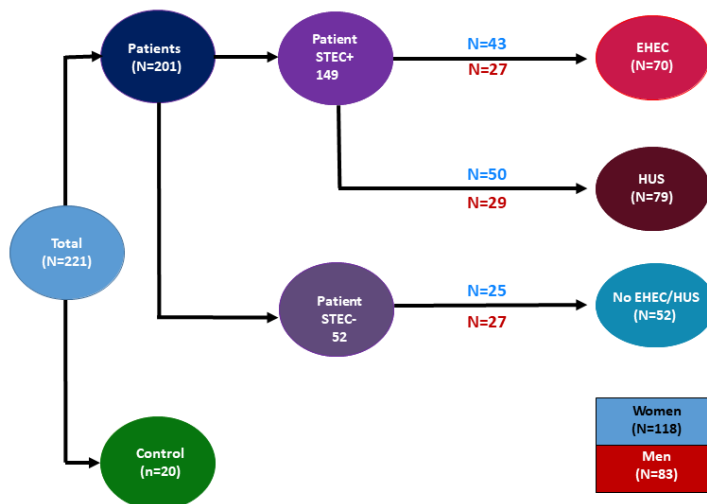 Patients
(N=201)
Patient
STEC+
149
N=43
N=27
EHEC
(N=70)
N=50
N=29
HUS
(N=79)
Total
(N=221)
Patient
STEC-
52
N=25
N=27
No EHEC/HUS
(N=52)
Control
(n=20)
Women
(N=118)
Men
(N=83)